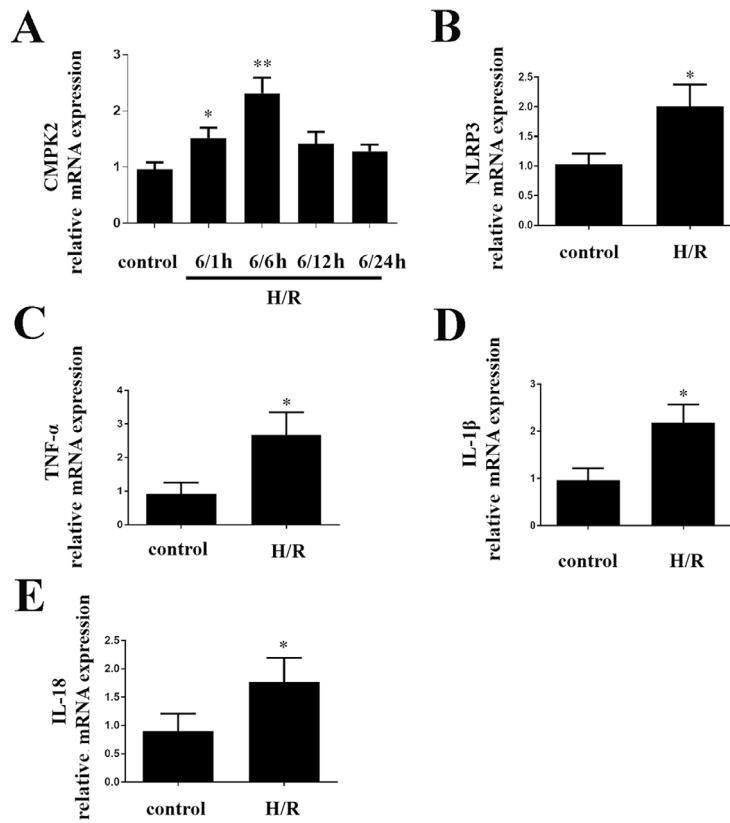 A
CMPK2
relative mRNA expression
3
2
1
0
*
**
control
6/1h
6/6h
6/12h
6/24h
H/R
B
NLRP3
relative mRNA expression
2.5
2.0
1.5
1.0
0.5
0.0
*
control
H/R
C
TNF-α
relative mRNA expression
4
3
2
1
0
*
control
H/R
D
IL-1β
relative mRNA expression
3
2
1
0
*
control
H/R
E
IL-18
relative mRNA expression
2.5
2.0
1.5
1.0
0.5
0.0
*
control
H/R